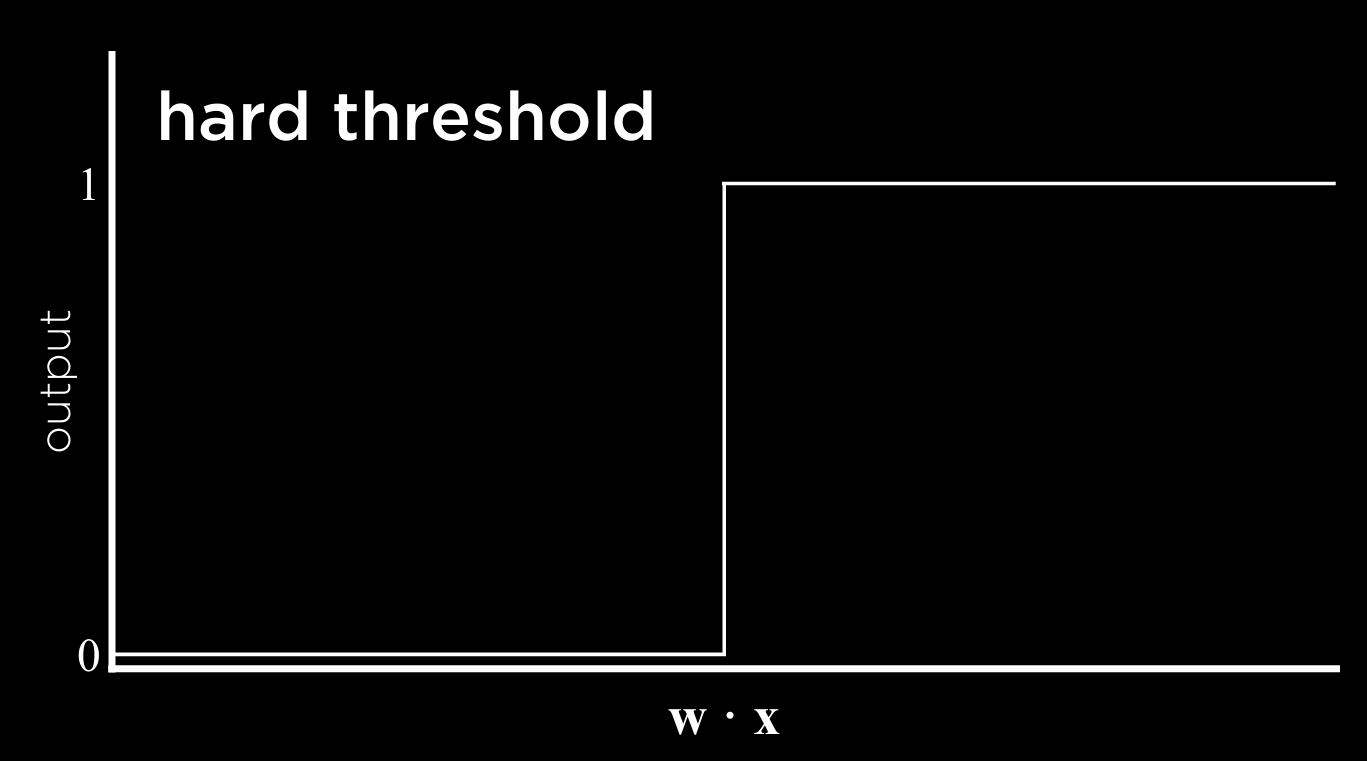 hard threshold
1
output
0
w · x